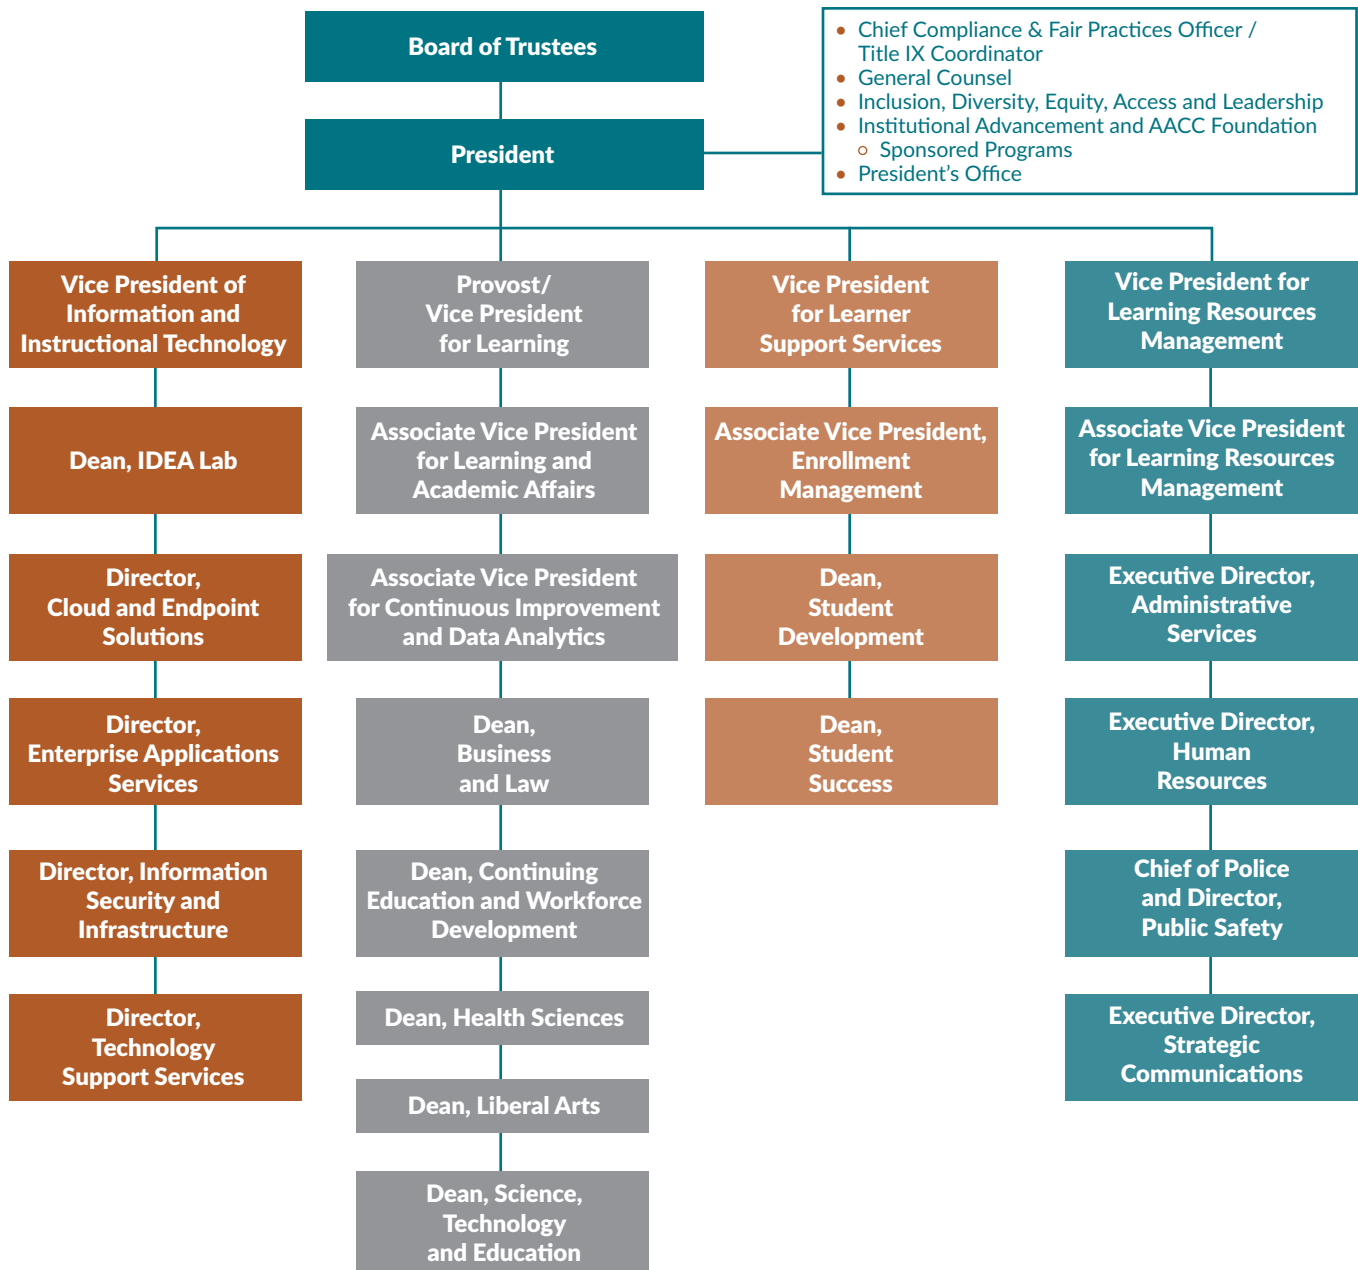 Board of Trustees
President
• Chief Compliance & Fair Practices Officer /
Title IX Coordinator
• General Counsel
• Inclusion, Diversity, Equity, Access and Leadership
• Institutional Advancement and AACC Foundation
○ Sponsored Programs
• President’s Office
Vice President of
Information and
Instructional Technology
Dean, IDEA Lab
Director,
Cloud and Endpoint
Solutions
Director,
Enterprise Applications
Services
Director, Information
Security and
Infrastructure
Director,
Technology
Support Services
Provost/
Vice President
for Learning
Associate Vice President
for Learning and
Academic Affairs
Associate Vice President
for Continuous Improvement
and Data Analytics
Dean,
Business
and Law
Dean, Continuing
Education and Workforce
Development
Dean, Health Sciences
Dean, Liberal Arts
Dean, Science,
Technology
and Education
Vice President
for Learner
Support Services
Associate Vice President,
Enrollment
Management
Dean,
Student
Development
Dean,
Student
Success
Vice President for
Learning Resources
Management
Associate Vice President
for Learning Resources
Management
Executive Director,
Administrative
Services
Executive Director,
Human
Resources
Chief of Police
and Director,
Public Safety
Executive Director,
Strategic
Communications